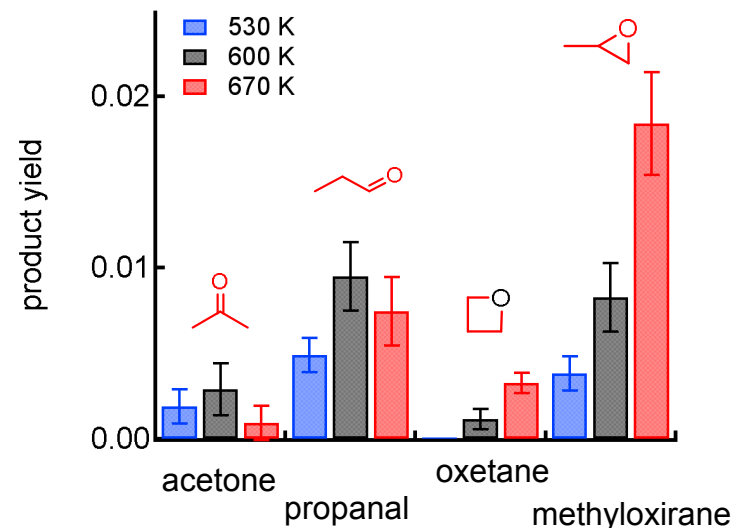 530 K
600 K
670 K
product yield
0.02
0.01
0.00
O
O
O
O
acetone
propanal
oxetane
methyloxirane